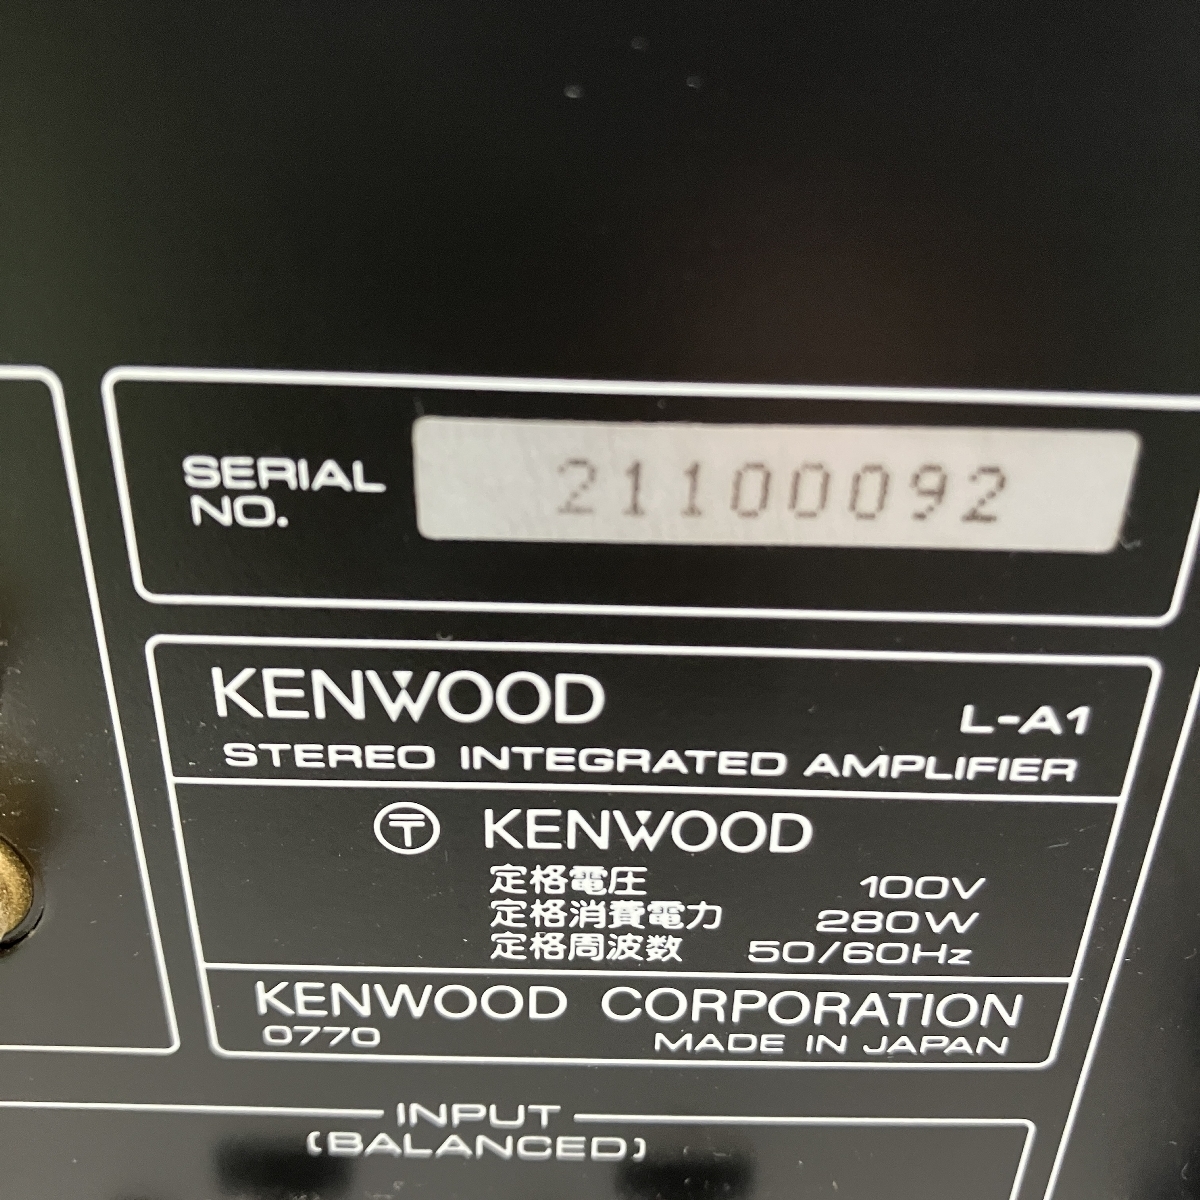 SERIAL
NO.
21100092
KENWOOD L-A1
STEREO INTEGRATED AMPLIFIER
〒 KENWOOD
定格電圧 100V
定格消費電力 280W
定格周波数 50/60Hz
KENWOOD CORPORATION
0770 MADE IN JAPAN
INPUT
(BALANCED)